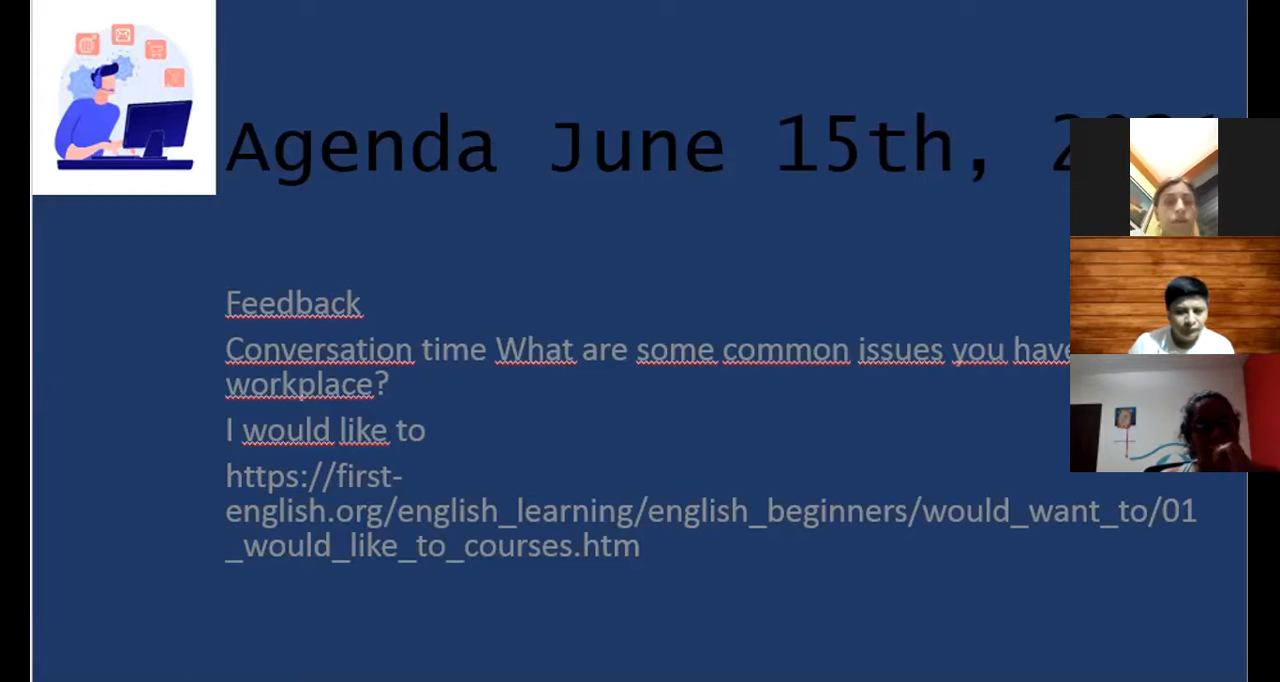 Agenda June 15th,
Feedback
Conversation time What are some common issues you have
workplace?
I would like to
https://first-
english.org/english_learning/english_beginners/would_want_to/01
_would_like_to_courses.htm